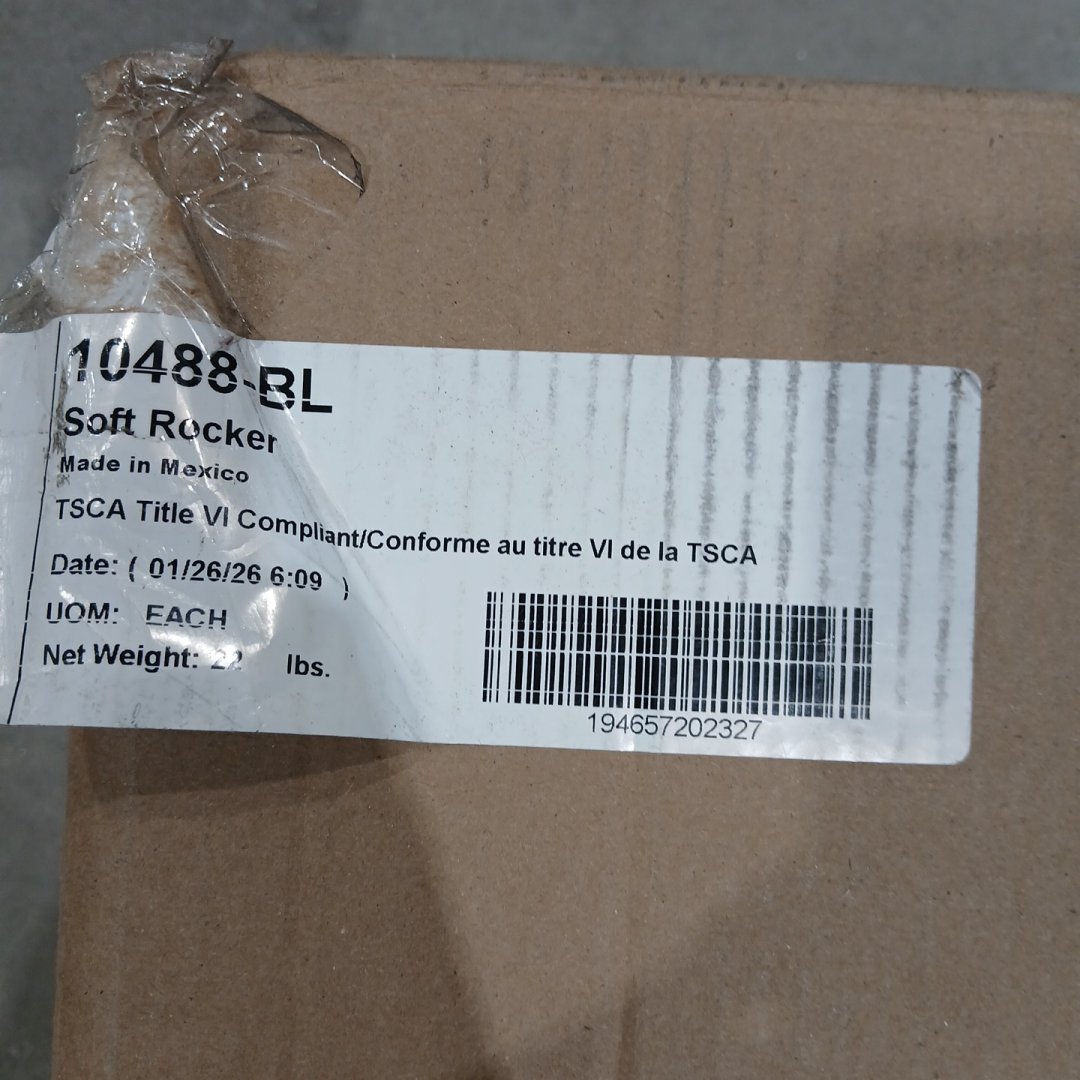 10488-BL
Soft Rocker
Made in Mexico
TSCA Title VI Compliant/Conforme au titre VI de la TSCA
Date: ( 01/26/26 6:09 )
UOM: EACH
Net Weight: 22 lbs.
194657202327